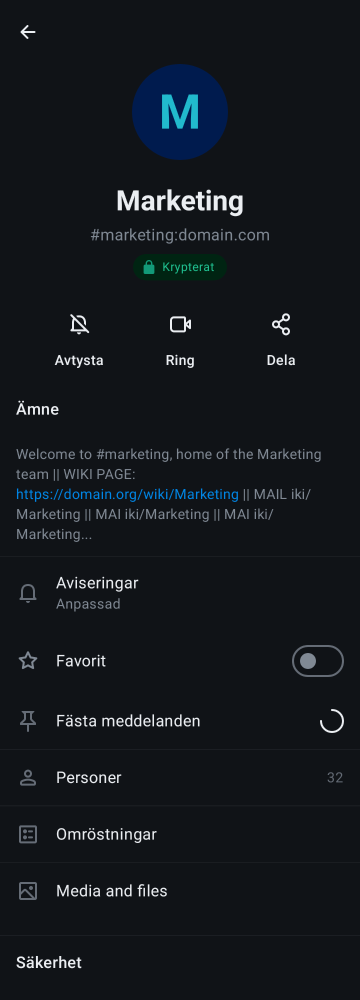 M
Marketing
#marketing:domain.com
Krypterat
Avtysta
Ring
Dela
Ämne
Welcome to #marketing, home of the Marketing
team || WIKI PAGE:
https://domain.org/wiki/Marketing || MAIL iki/
Marketing || MAI iki/Marketing || MAI iki/
Marketing...
Aviseringar
Anpassad
Favorit
Fästa meddelanden
Personer 32
Omröstningar
Media and files
Säkerhet